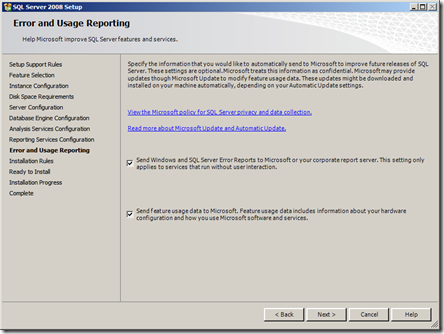 SQL Server 2008 Setup
Error and Usage Reporting
Help Microsoft improve SQL Server features and services.
Setup Support Rules
Feature Selection
Instance Configuration
Disk Space Requirements
Server Configuration
Database Engine Configuration
Analysis Services Configuration
Reporting Services Configuration
Error and Usage Reporting
Installation Rules
Ready to Install
Installation Progress
Complete
Specify the information that you would like to automatically send to Microsoft to improve future releases of SQL
Server. These settings are optional. Microsoft treats this information as confidential. Microsoft may provide
updates though Microsoft Update to modify feature usage data. These updates might be downloaded and
installed on your machine automatically, depending on your Automatic Update settings.
View the Microsoft policy for SQL Server privacy and data collection.
Read more about Microsoft Update and Automatic Update.
Send Windows and SQL Server Error Reports to Microsoft or your corporate report server. This setting only
applies to services that run without user interaction.
Send feature usage data to Microsoft. Feature usage data includes information about your hardware
configuration and how you use Microsoft software and services.
< Back
Next >
Cancel
Help